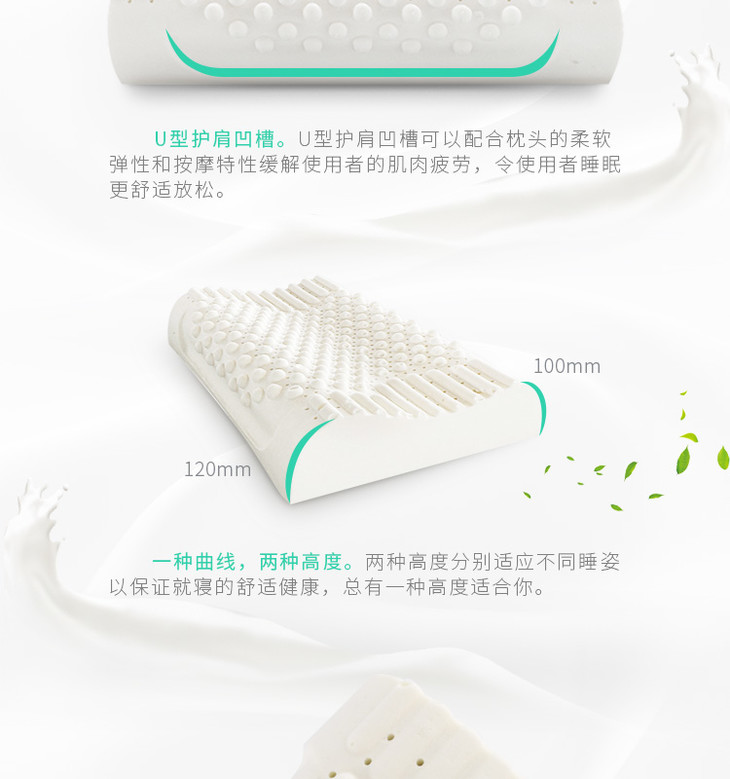 U型护肩凹槽。U型护肩凹槽可以配合枕头的柔软
弹性和按摩特性缓解使用者的肌肉疲劳，令使用者睡眠
更舒适放松。
100mm
120mm
一种曲线，两种高度。两种高度分别适应不同睡姿
以保证就寝的舒适健康，总有一种高度适合你。